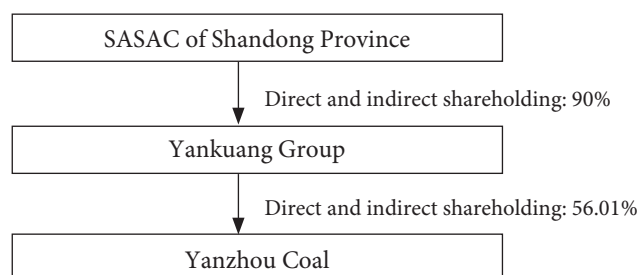 SASAC of Shandong Province
Direct and indirect shareholding: 90%
Yankuang Group
Direct and indirect shareholding: 56.01%
Yanzhou Coal